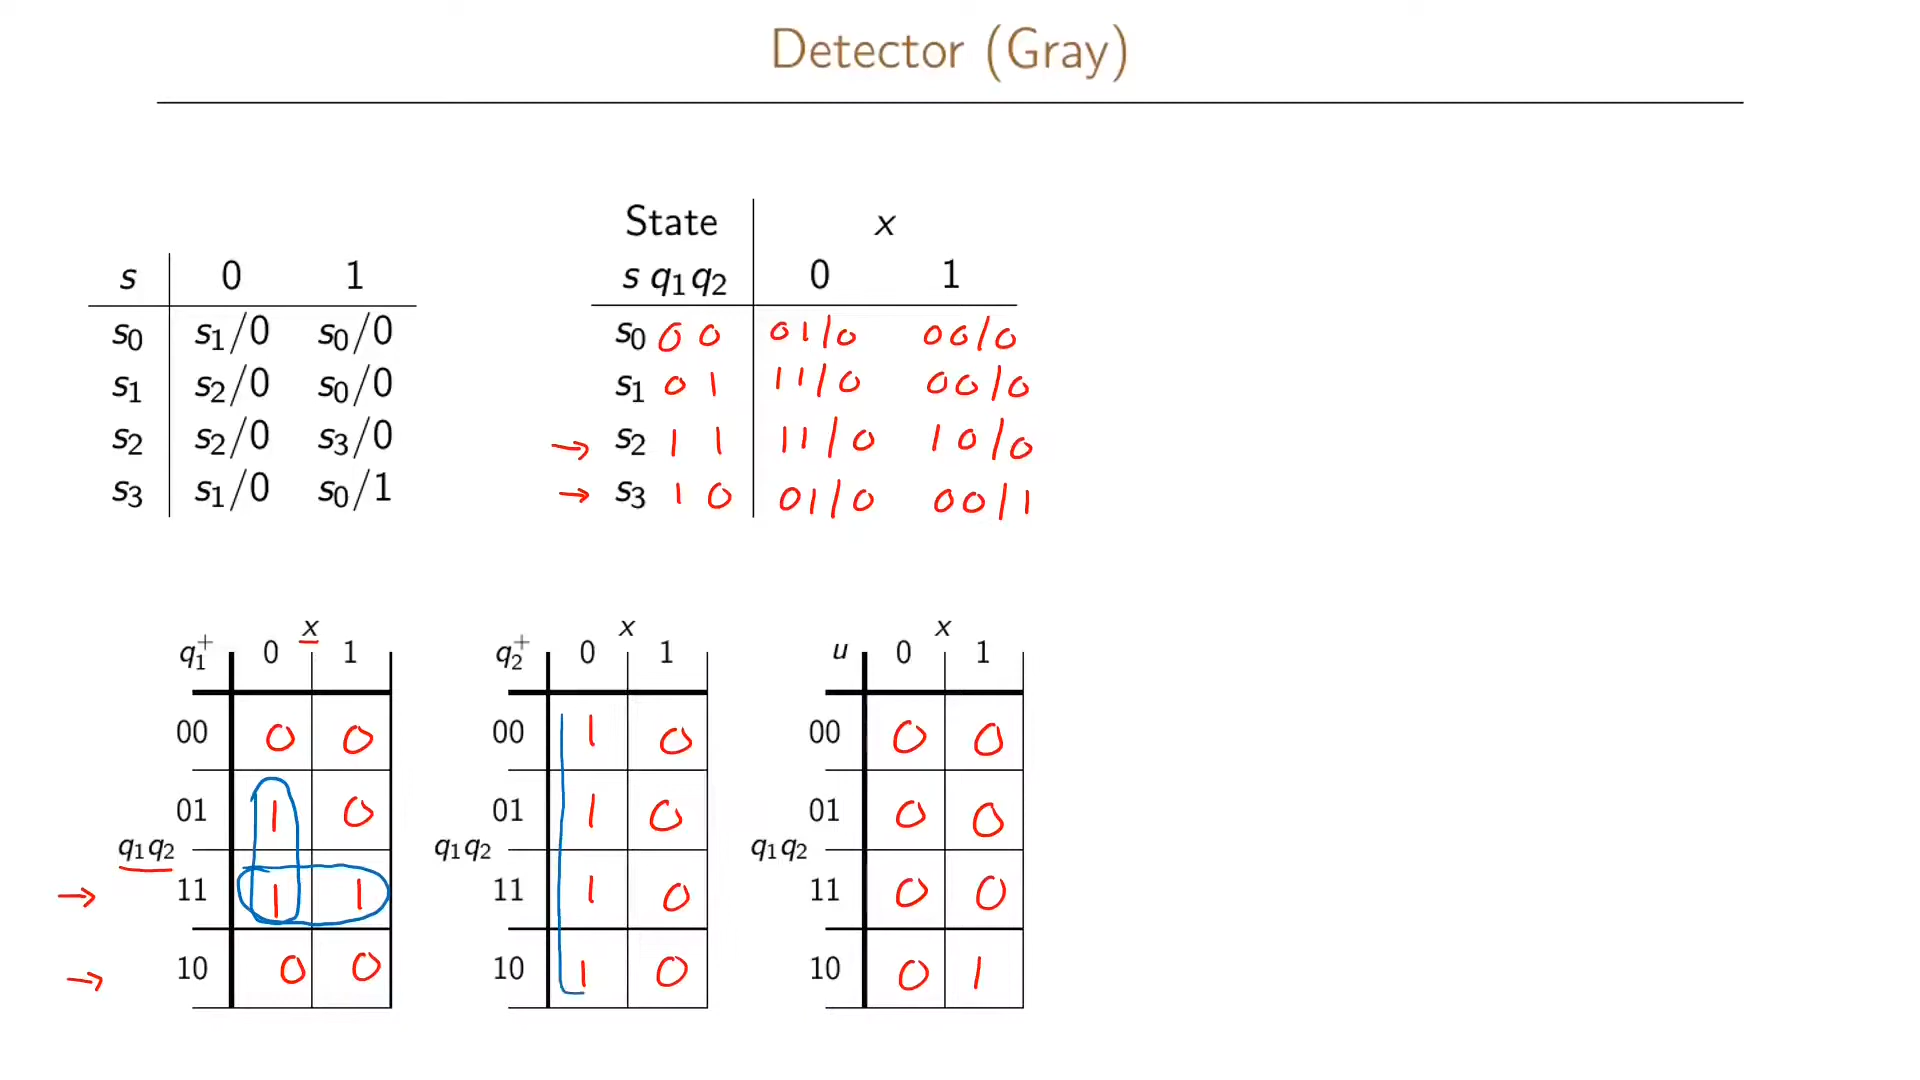 Detector (Gray)
s 0 1
s₀ s₁/0 s₀/0
s₁ s₂/0 s₀/0
s₂ s₂/0 s₃/0
s₃ s₁/0 s₀/1
State x
s q₁q₂ 0 1
s₀ 0 0 01/0 00/0
s₁ 0 1 11/0 00/0
→ s₂ 1 1 11/0 10/0
→ s₃ 1 0 01/0 00/1
x
q₁⁺ 0 1
00 0 0
01 1 0
q₁q₂
→ 11 1 1
→ 10 0 0
x
q₂⁺ 0 1
00 1 0
01 1 0
q₁q₂
11 1 0
10 1 0
x
u 0 1
00 0 0
01 0 0
q₁q₂
11 0 0
10 0 1